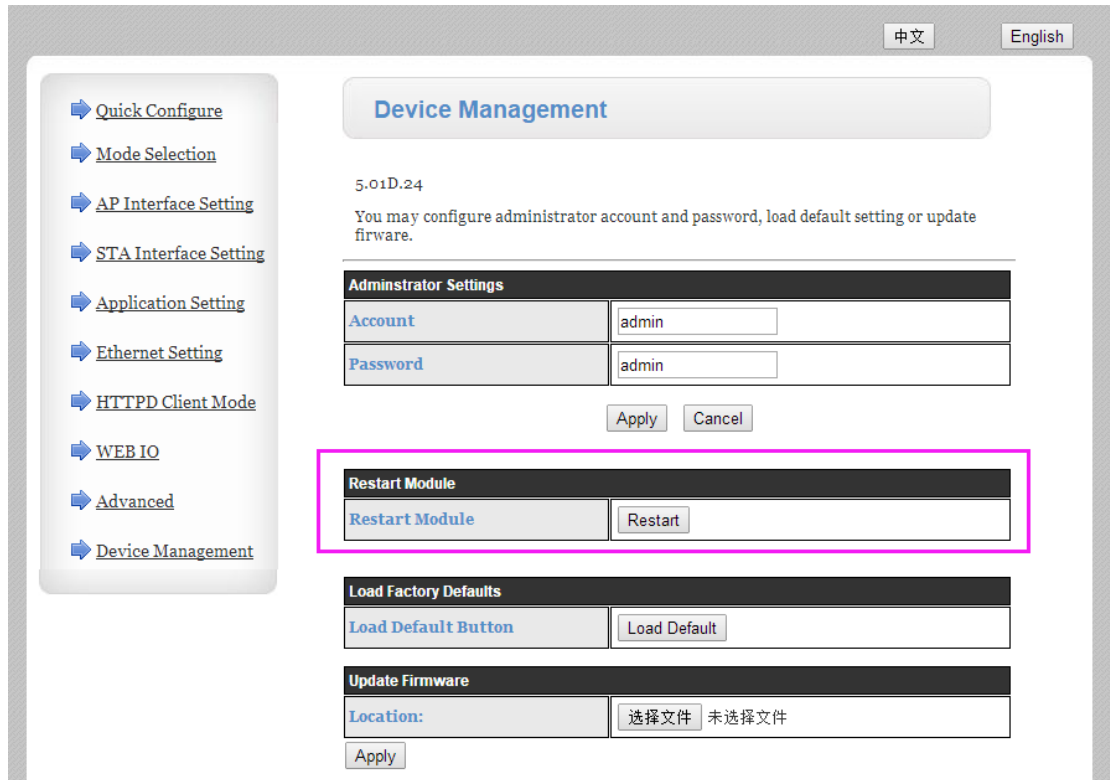 中文 English
Quick Configure
Mode Selection
AP Interface Setting
STA Interface Setting
Application Setting
Ethernet Setting
HTTPD Client Mode
WEB IO
Advanced
Device Management
Device Management
5.01D.24
You may configure administrator account and password, load default setting or update
firware.
Adminstrator Settings
Account admin
Password admin
Apply Cancel
Restart Module
Restart Module Restart
Load Factory Defaults
Load Default Button Load Default
Update Firmware
Location: 选择文件 未选择文件
Apply